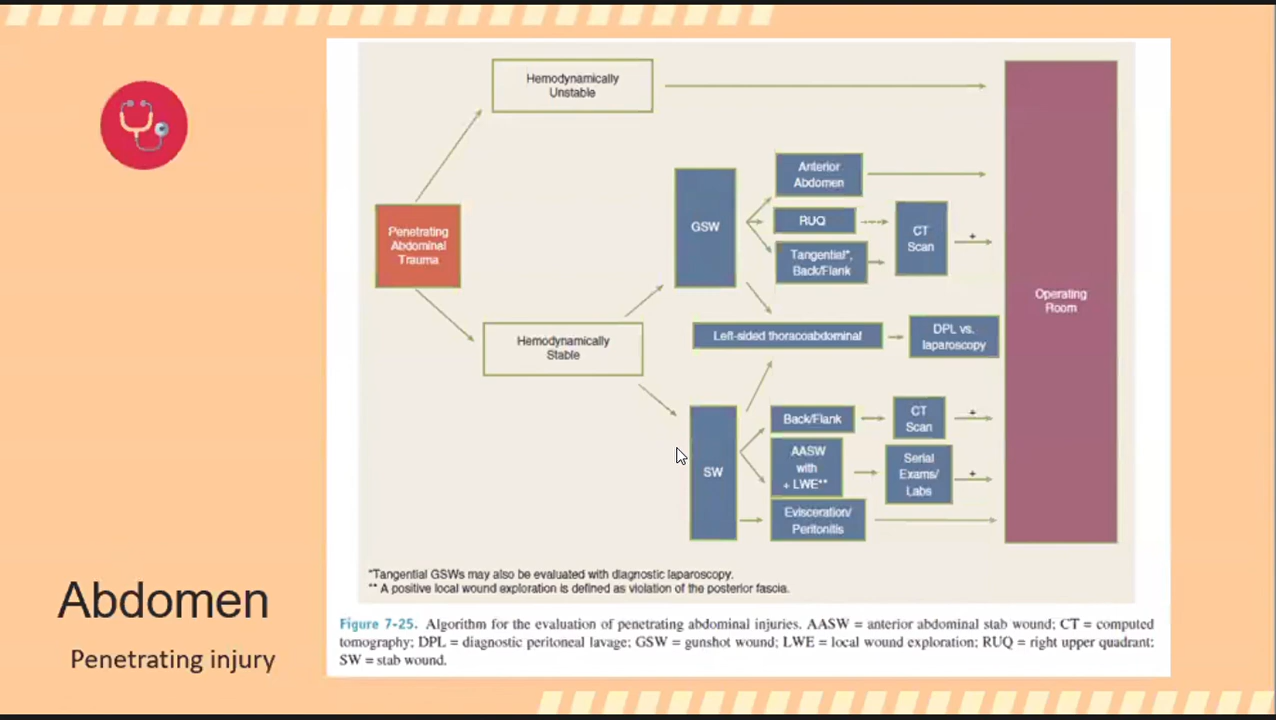 Hemodynamically
Unstable
Anterior
Abdomen
GSW
RUQ
CT
Scan
+
Tangential*,
Back/Flank
Penetrating
Abdominal
Trauma
Operating
Room
Hemodynamically
Stable
Left-sided thoracoabdominal
DPL vs.
laparoscopy
SW
Back/Flank
CT
Scan
+
AASW
with
+ LWE**
Serial
Exams/
Labs
+
Evisceration/
Peritonitis
*Tangential GSWs may also be evaluated with diagnostic laparoscopy.
** A positive local wound exploration is defined as violation of the posterior fascia.
Figure 7-25. Algorithm for the evaluation of penetrating abdominal injuries. AASW = anterior abdominal stab wound; CT = computed
tomography; DPL = diagnostic peritoneal lavage; GSW = gunshot wound; LWE = local wound exploration; RUQ = right upper quadrant;
SW = stab wound.
Abdomen
Penetrating injury